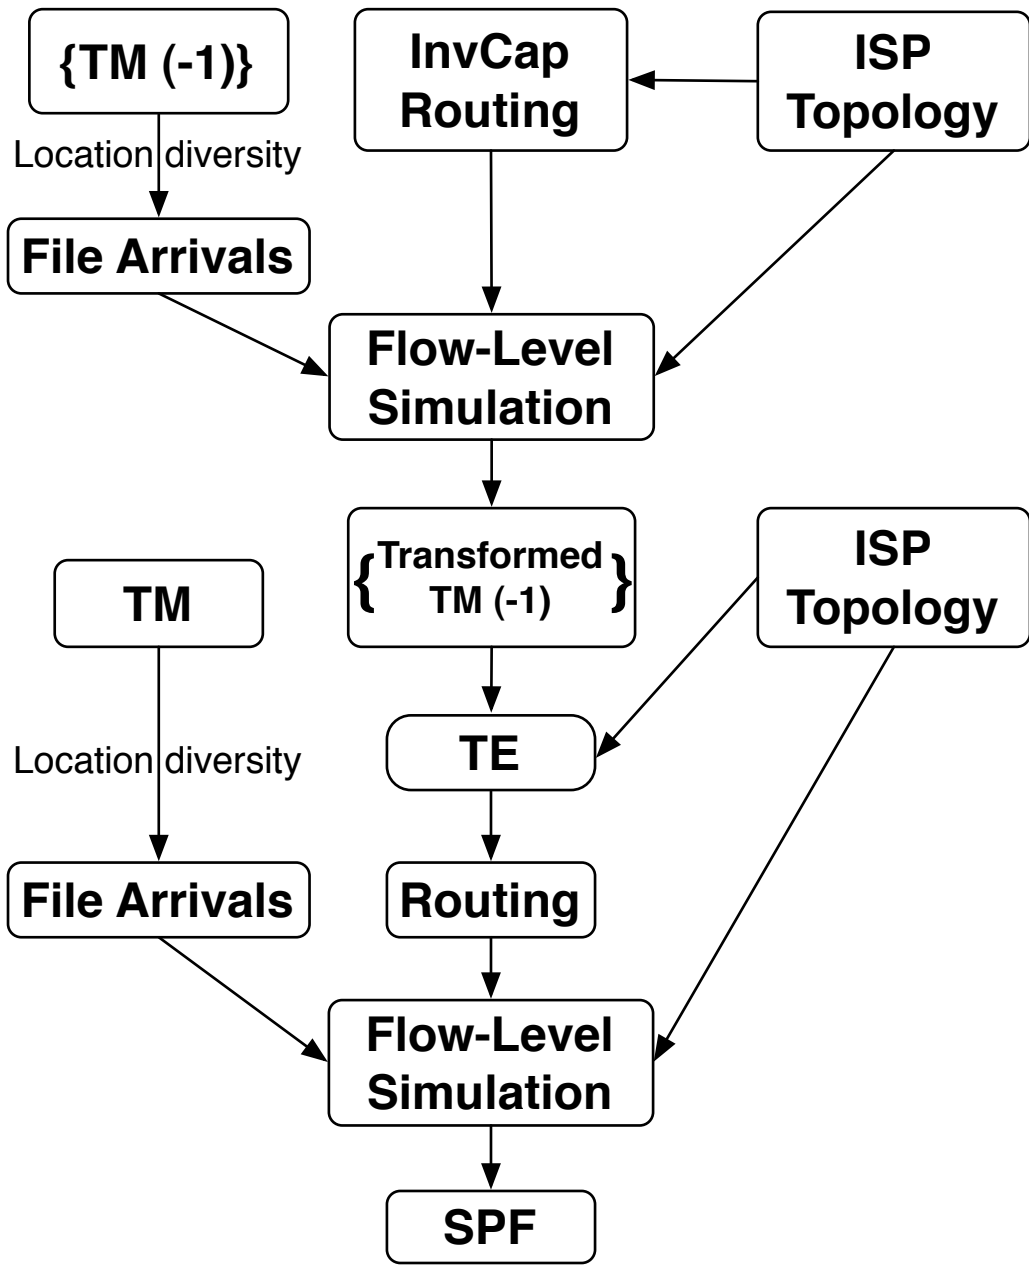 {TM (-1)}
InvCap
Routing
ISP
Topology
Location diversity
File Arrivals
Flow-Level
Simulation
{Transformed
TM (-1)}
ISP
Topology
TM
TE
Location diversity
File Arrivals
Routing
Flow-Level
Simulation
SPF